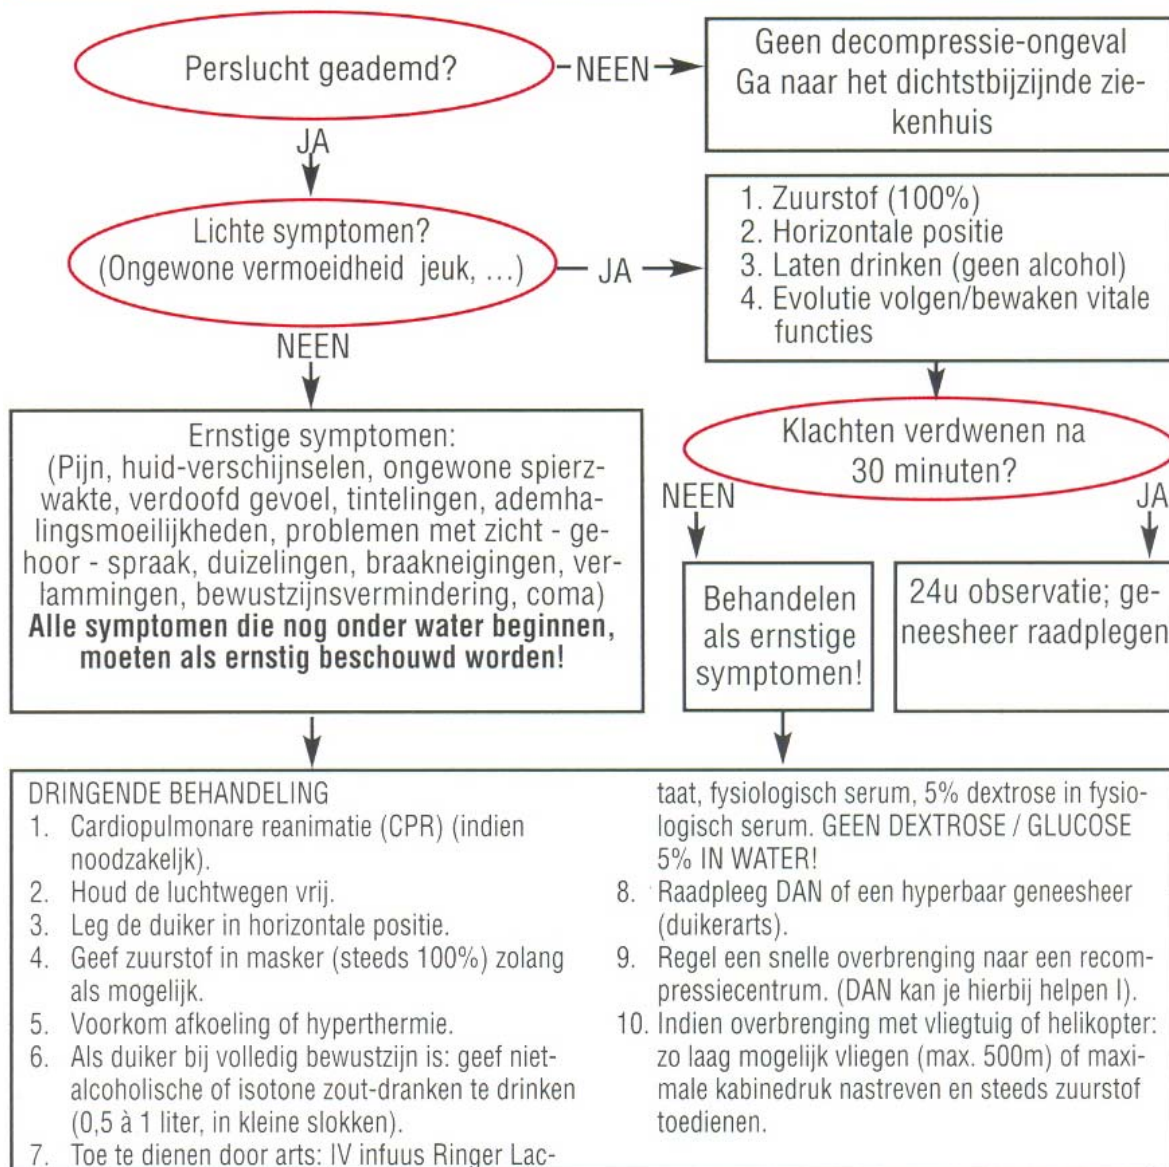 Perslucht geademd?
NEEN
Geen decompressie-ongeval
Ga naar het dichtstbijzijnde zie-
kenhuis
JA
Lichte symptomen?
(Ongewone vermoeidheid jeuk, ...)
JA
1. Zuurstof (100%)
2. Horizontale positie
3. Laten drinken (geen alcohol)
4. Evolutie volgen/bewaken vitale
functies
NEEN
Ernstige symptomen:
(Pijn, huid-verschijnselen, ongewone spierz-
wakte, verdoofd gevoel, tintelingen, ademha-
lingsmoeilijkheden, problemen met zicht - ge-
hoor - spraak, duizelingen, braakneigingen, ver-
lammingen, bewustzijnsvermindering, coma)
Alle symptomen die nog onder water beginnen,
moeten als ernstig beschouwd worden!
Klachten verdwenen na
30 minuten?
NEEN
JA
Behandelen
als ernstige
symptomen!
24u observatie; ge-
neesheer raadplegen
DRINGENDE BEHANDELING
1. Cardiopulmonare reanimatie (CPR) (indien
noodzakeljk).
2. Houd de luchtwegen vrij.
3. Leg de duiker in horizontale positie.
4. Geef zuurstof in masker (steeds 100%) zolang
als mogelijk.
5. Voorkom afkoeling of hyperthermie.
6. Als duiker bij volledig bewustzijn is: geef niet-
alcoholische of isotone zout-dranken te drinken
(0,5 à 1 liter, in kleine slokken).
7. Toe te dienen door arts: IV infuus Ringer Lac-
taat, fysiologisch serum, 5% dextrose in fysio-
logisch serum. GEEN DEXTROSE / GLUCOSE
5% IN WATER!
8. Raadpleeg DAN of een hyperbaar geneesheer
(duikerarts).
9. Regel een snelle overbrenging naar een recom-
pressiecentrum. (DAN kan je hierbij helpen I).
10. Indien overbrenging met vliegtuig of helikopter:
zo laag mogelijk vliegen (max. 500m) of maxi-
male kabinedruk nastreven en steeds zuurstof
toedienen.